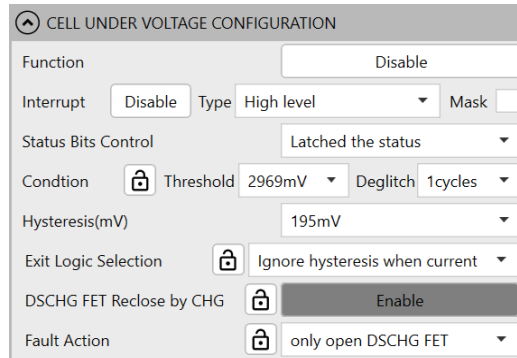 CELL UNDER VOLTAGE CONFIGURATION
Function Disable
Interrupt Disable Type High level Mask
Status Bits Control Latched the status
Condtion Threshold 2969mV Deglitch 1cycles
Hysteresis(mV) 195mV
Exit Logic Selection Ignore hysteresis when current
DSCHG FET Reclose by CHG Enable
Fault Action only open DSCHG FET